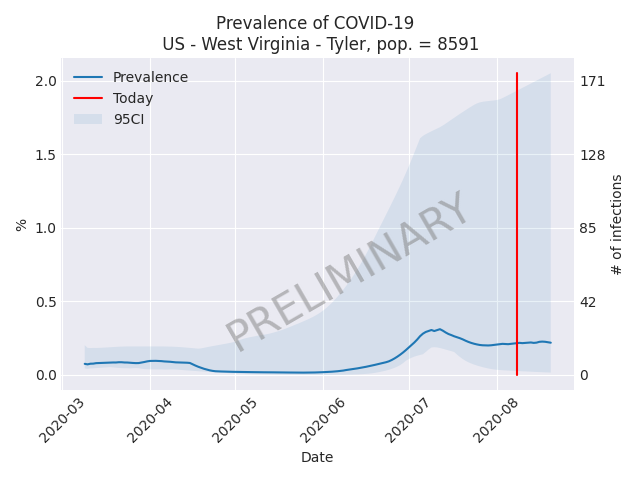 Prevalence of COVID-19
US - West Virginia - Tyler, pop. = 8591
Prevalence
Today
95CI
PRELIMINARY
%
2.0
1.5
1.0
0.5
0.0
171
128
85
42
0
# of infections
2020-03
2020-04
2020-05
2020-06
2020-07
2020-08
Date